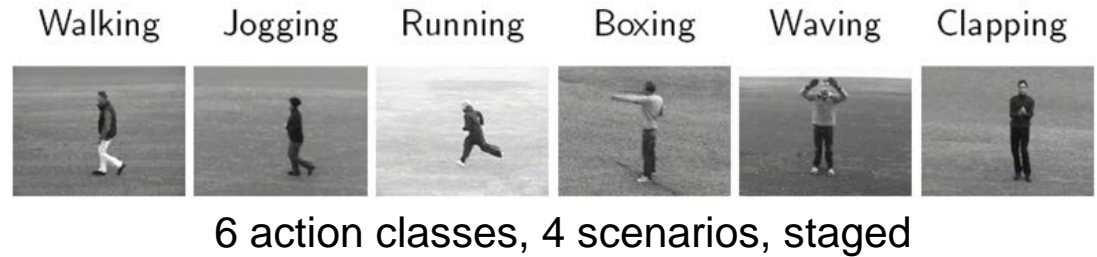 Walking Jogging Running Boxing Waving Clapping
6 action classes, 4 scenarios, staged